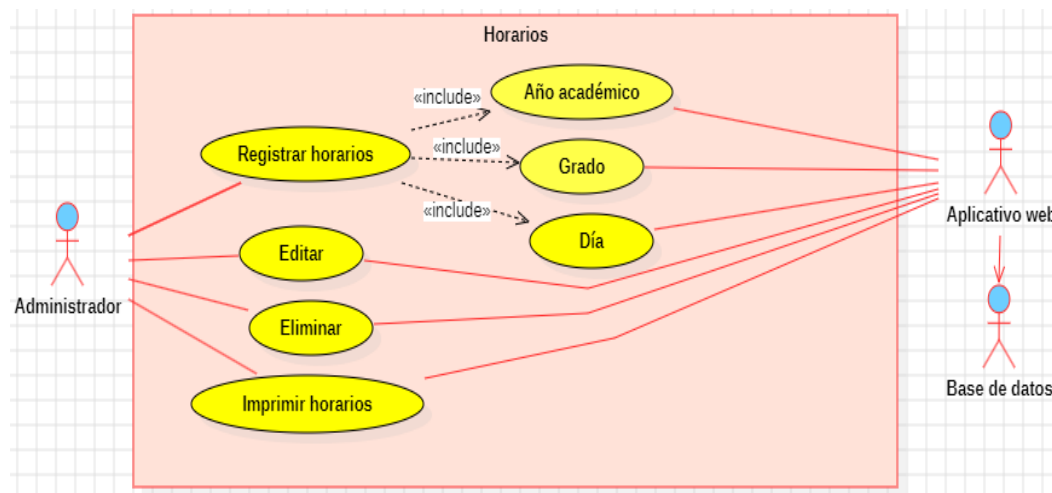 Horarios
«include»
Año académico
Registrar horarios
«include»
Grado
«include»
Día
Aplicativo web
Editar
Administrador
Eliminar
Base de datos
Imprimir horarios